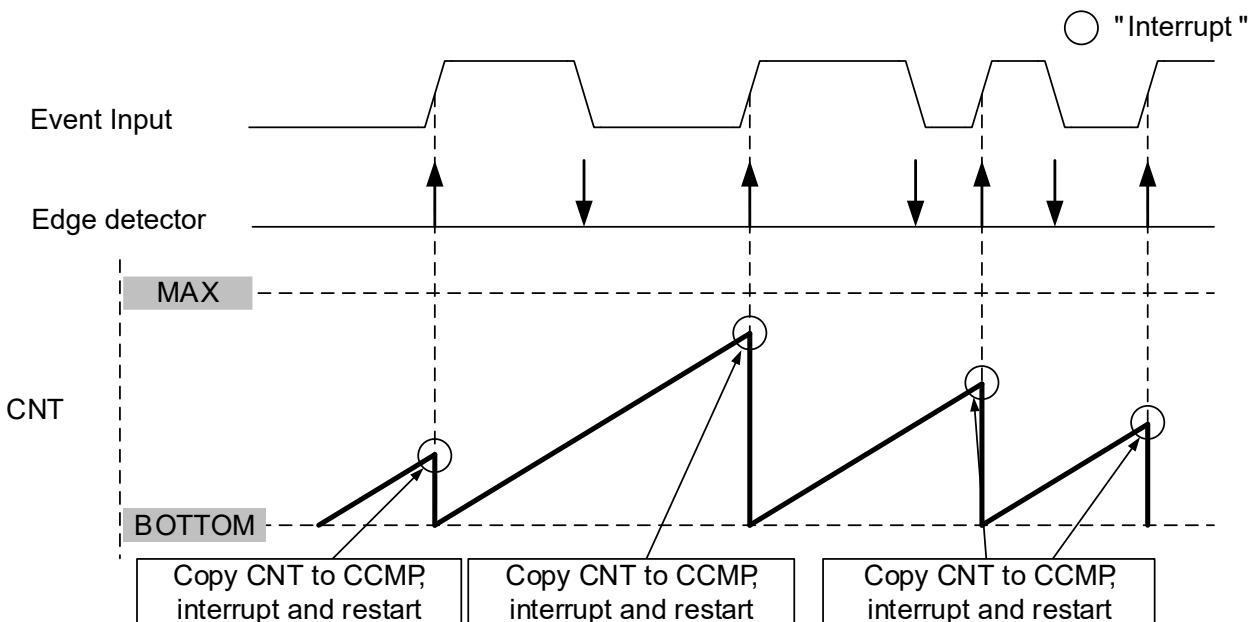 "Interrupt"
Event Input
Edge detector
MAX
CNT
BOTTOM
Copy CNT to CCMP,
interrupt and restart
Copy CNT to CCMP,
interrupt and restart
Copy CNT to CCMP,
interrupt and restart